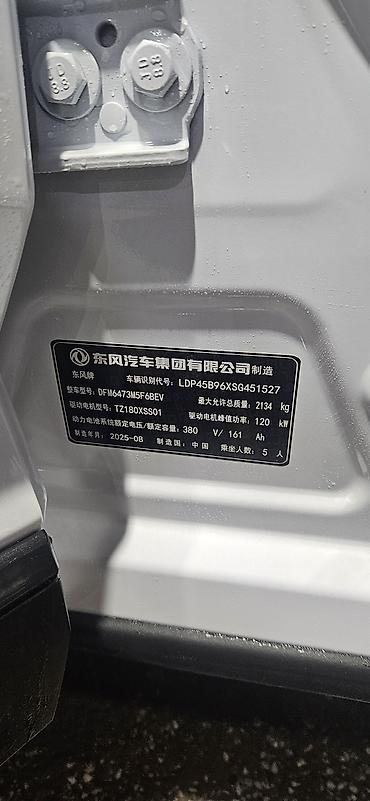 JD
8.8
JD
8.8
东风汽车集团有限公司 制造
东风牌 车辆识别代号: LDP45B96XSG451527
整车型号: DFM6473M5F6BEV 最大允许总质量: 2134 kg
驱动电机型号: TZ180XSS01 驱动电机峰值功率: 120 kW
动力电池系统额定电压/额定容量: 380 V/ 161 Ah
制造年月: 2025-08 制造国: 中国 乘坐人数: 5 人